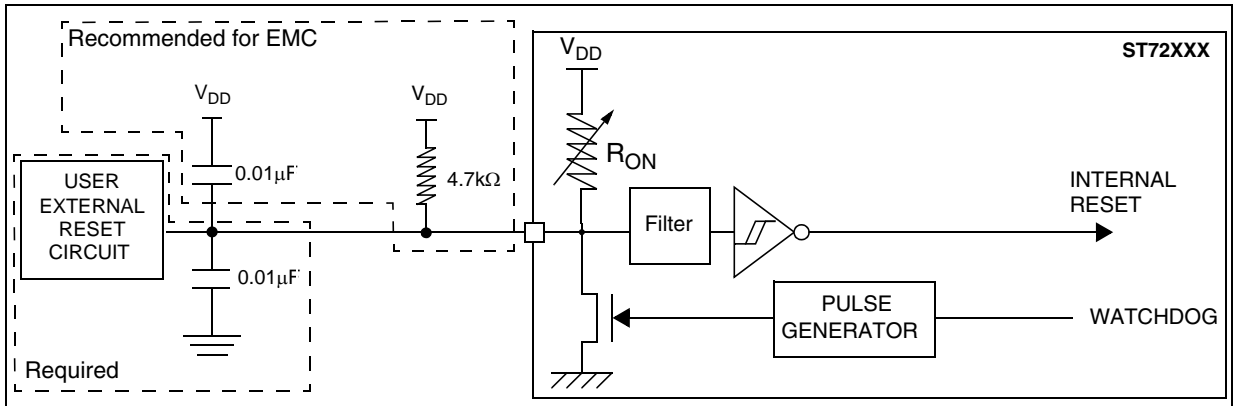 Recommended for EMC
VDD
VDD
0.01μF
4.7kΩ
USER
EXTERNAL
RESET
CIRCUIT
0.01μF
Required
ST72XXX
VDD
RON
Filter
INTERNAL
RESET
PULSE
GENERATOR
WATCHDOG